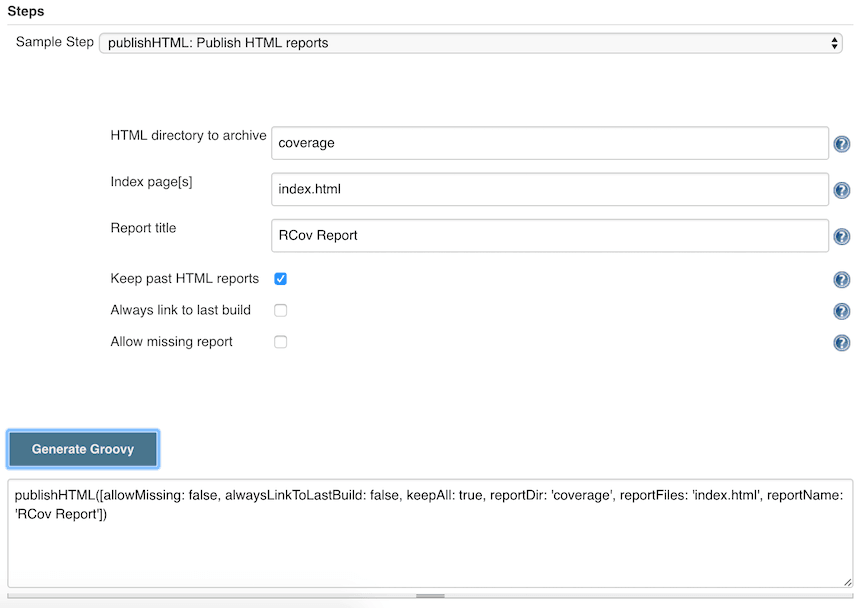 Steps
Sample Step publishHTML: Publish HTML reports
HTML directory to archive coverage
Index page[s] index.html
Report title RCov Report
Keep past HTML reports
Always link to last build
Allow missing report
Generate Groovy
publishHTML([allowMissing: false, alwaysLinkToLastBuild: false, keepAll: true, reportDir: 'coverage', reportFiles: 'index.html', reportName:
'RCov Report'])